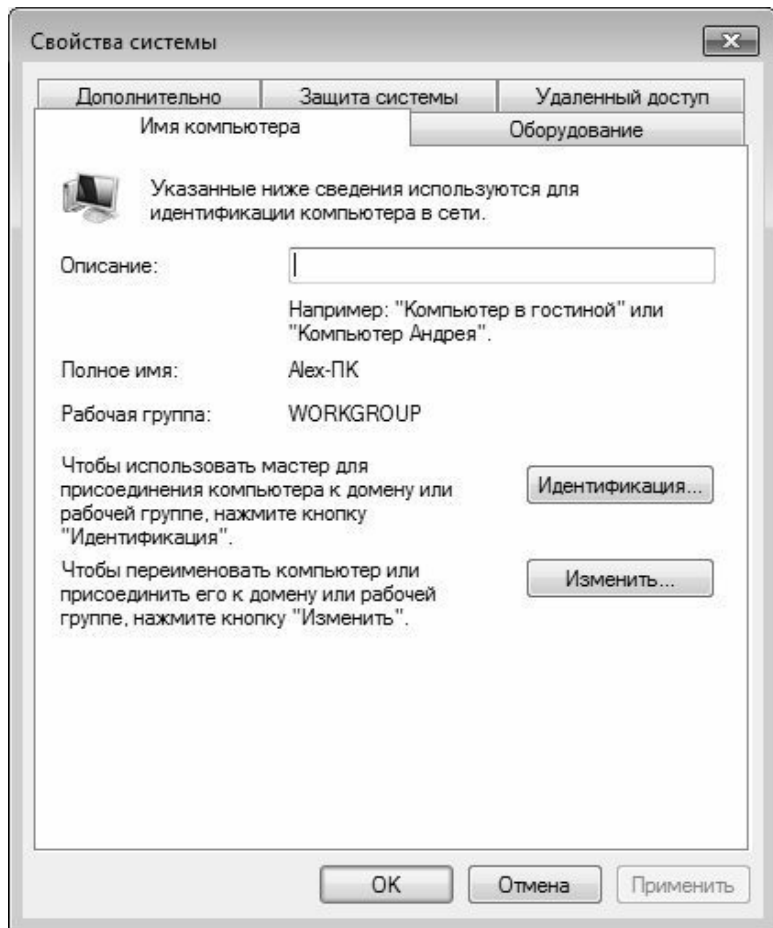 Свойства системы
Дополнительно
Защита системы
Удаленный доступ
Имя компьютера
Оборудование
Указанные ниже сведения используются для
идентификации компьютера в сети.
Описание:
Например: "Компьютер в гостиной" или
"Компьютер Андрея".
Полное имя:
Alex-ПК
Рабочая группа:
WORKGROUP
Чтобы использовать мастер для
присоединения компьютера к домену или
рабочей группе, нажмите кнопку
"Идентификация".
Идентификация...
Чтобы переименовать компьютер или
присоединить его к домену или рабочей
группе, нажмите кнопку "Изменить".
Изменить...
OK
Отмена
Применить